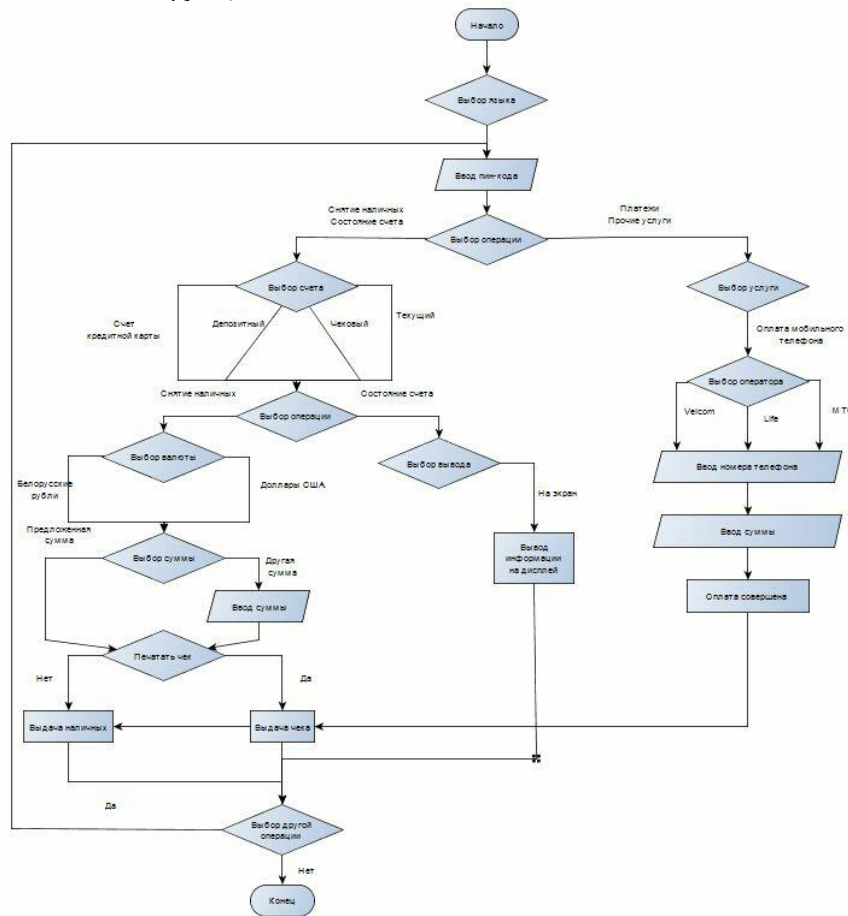 Начало
Выбор языка
Ввод пин-кода
Снятие наличных
Состояние счета
Платежи
Прочие услуги
Выбор операции
Выбор счета
Выбор услуги
Счет
кредитной карты
Депозитный
Чековый
Текущий
Оплата мобильного
телефона
Выбор оператора
Снятие наличных
Состояние счета
Выбор операции
Velcom
Life
Выбор валюты
Выбор вывода
Ввод номера телефона
Белорусские
рубли
Доллары США
На экран
Предложенная
сумма
Выбор суммы
Другая
сумма
Вывод
информации
на дисплей
Ввод суммы
Ввод суммы
Оплата совершена
Печатать чек
Нет
Да
Выдача наличных
Выдача чека
Да
Выбор другой
операции
Нет
Конец